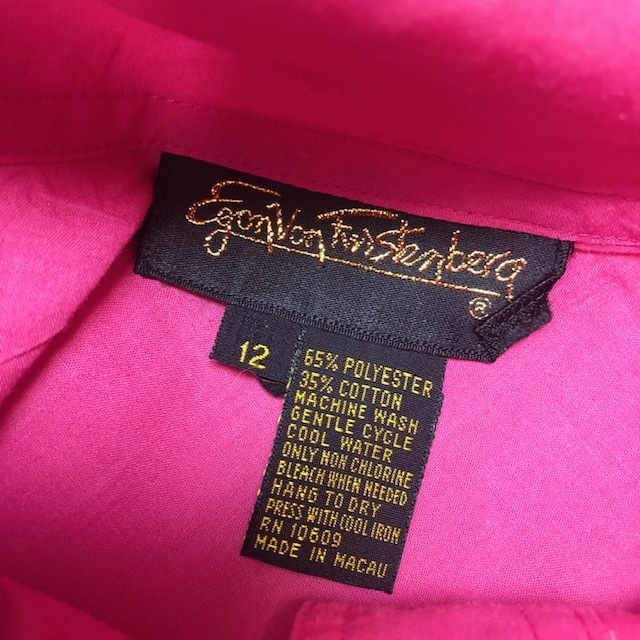 Egon Von Fürstenberg
®
12
65% POLYESTER
35% COTTON
MACHINE WASH
GENTLE CYCLE
COOL WATER
ONLY NON CHLORINE
BLEACH WHEN NEEDED
HANG TO DRY
PRESS WITH COOL IRON
RN 10609
MADE IN MACAU